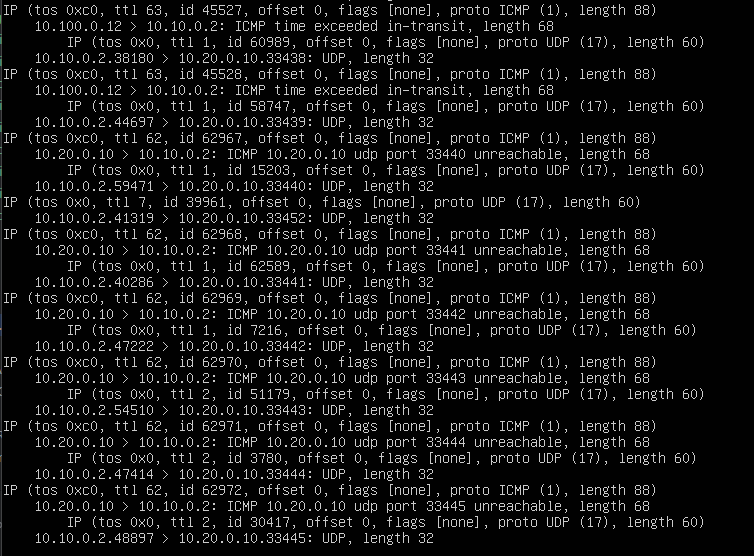 IP (tos 0xc0, ttl 63, id 45527, offset 0, flags [none], proto ICMP (1), length 88)
10.100.0.12 > 10.10.0.2: ICMP time exceeded in-transit, length 68
IP (tos 0x0, ttl 1, id 60989, offset 0, flags [none], proto UDP (17), length 60)
10.10.0.2.38180 > 10.20.0.10.33438: UDP, length 32
IP (tos 0xc0, ttl 63, id 45528, offset 0, flags [none], proto ICMP (1), length 88)
10.100.0.12 > 10.10.0.2: ICMP time exceeded in-transit, length 68
IP (tos 0x0, ttl 1, id 58747, offset 0, flags [none], proto UDP (17), length 60)
10.10.0.2.44697 > 10.20.0.10.33439: UDP, length 32
IP (tos 0xc0, ttl 62, id 62967, offset 0, flags [none], proto ICMP (1), length 88)
10.20.0.10 > 10.10.0.2: ICMP 10.20.0.10 udp port 33440 unreachable, length 68
IP (tos 0x0, ttl 1, id 15203, offset 0, flags [none], proto UDP (17), length 60)
10.10.0.2.59471 > 10.20.0.10.33440: UDP, length 32
IP (tos 0x0, ttl 7, id 39961, offset 0, flags [none], proto UDP (17), length 60)
10.10.0.2.41319 > 10.20.0.10.33452: UDP, length 32
IP (tos 0xc0, ttl 62, id 62968, offset 0, flags [none], proto ICMP (1), length 88)
10.20.0.10 > 10.10.0.2: ICMP 10.20.0.10 udp port 33441 unreachable, length 68
IP (tos 0x0, ttl 1, id 62589, offset 0, flags [none], proto UDP (17), length 60)
10.10.0.2.40286 > 10.20.0.10.33441: UDP, length 32
IP (tos 0xc0, ttl 62, id 62969, offset 0, flags [none], proto ICMP (1), length 88)
10.20.0.10 > 10.10.0.2: ICMP 10.20.0.10 udp port 33442 unreachable, length 68
IP (tos 0x0, ttl 1, id 7216, offset 0, flags [none], proto UDP (17), length 60)
10.10.0.2.47222 > 10.20.0.10.33442: UDP, length 32
IP (tos 0xc0, ttl 62, id 62970, offset 0, flags [none], proto ICMP (1), length 88)
10.20.0.10 > 10.10.0.2: ICMP 10.20.0.10 udp port 33443 unreachable, length 68
IP (tos 0x0, ttl 2, id 51179, offset 0, flags [none], proto UDP (17), length 60)
10.10.0.2.54510 > 10.20.0.10.33443: UDP, length 32
IP (tos 0xc0, ttl 62, id 62971, offset 0, flags [none], proto ICMP (1), length 88)
10.20.0.10 > 10.10.0.2: ICMP 10.20.0.10 udp port 33444 unreachable, length 68
IP (tos 0x0, ttl 2, id 3780, offset 0, flags [none], proto UDP (17), length 60)
10.10.0.2.47414 > 10.20.0.10.33444: UDP, length 32
IP (tos 0xc0, ttl 62, id 62972, offset 0, flags [none], proto ICMP (1), length 88)
10.20.0.10 > 10.10.0.2: ICMP 10.20.0.10 udp port 33445 unreachable, length 68
IP (tos 0x0, ttl 2, id 30417, offset 0, flags [none], proto UDP (17), length 60)
10.10.0.2.48897 > 10.20.0.10.33445: UDP, length 32